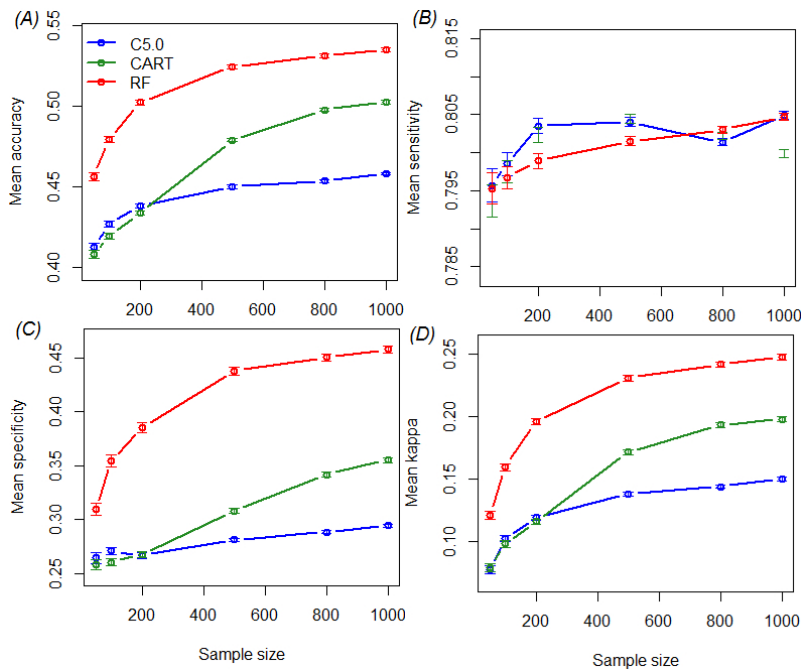 (A)
Mean accuracy
0.55
0.50
0.45
0.40
C5.0
CART
RF
200 400 600 800 1000
(B)
Mean sensitivity
0.815
0.805
0.795
0.785
200 400 600 800 1000
(C)
Mean specificity
0.45
0.40
0.35
0.30
0.25
200 400 600 800 1000
Sample size
(D)
Mean kappa
0.25
0.20
0.15
0.10
200 400 600 800 1000
Sample size